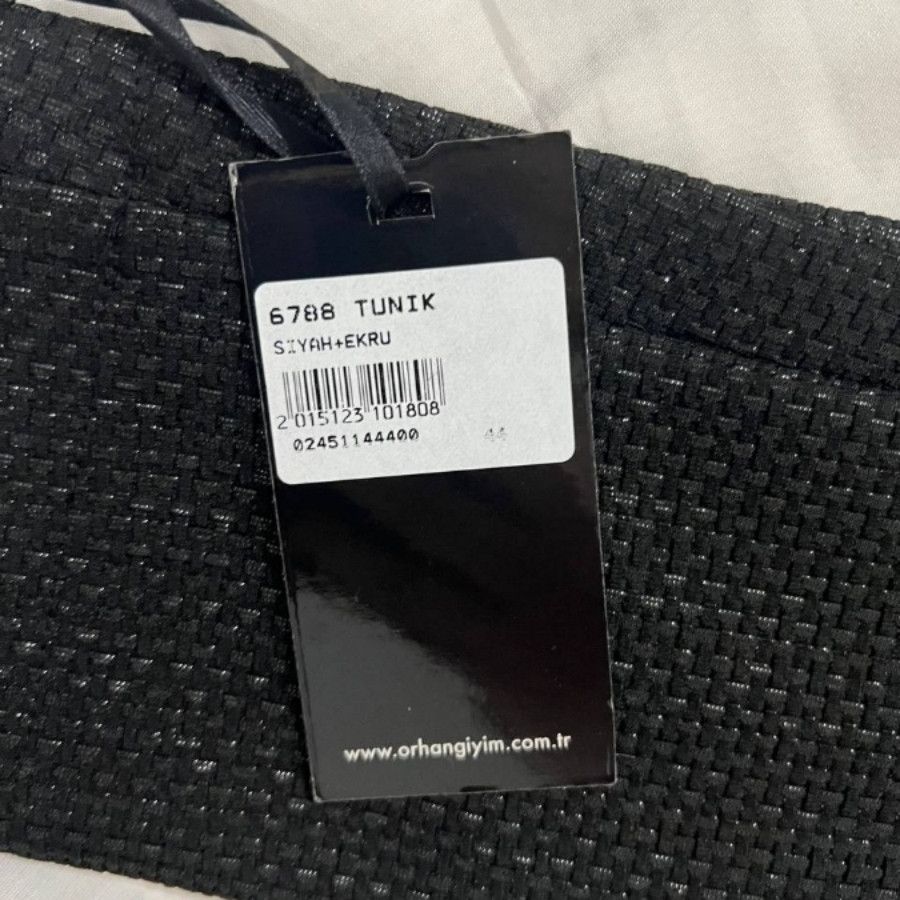 6788 TUNIK
SIYAH+EKRU
2 015123 101808
02451144400 44
www.orhangiyim.com.tr